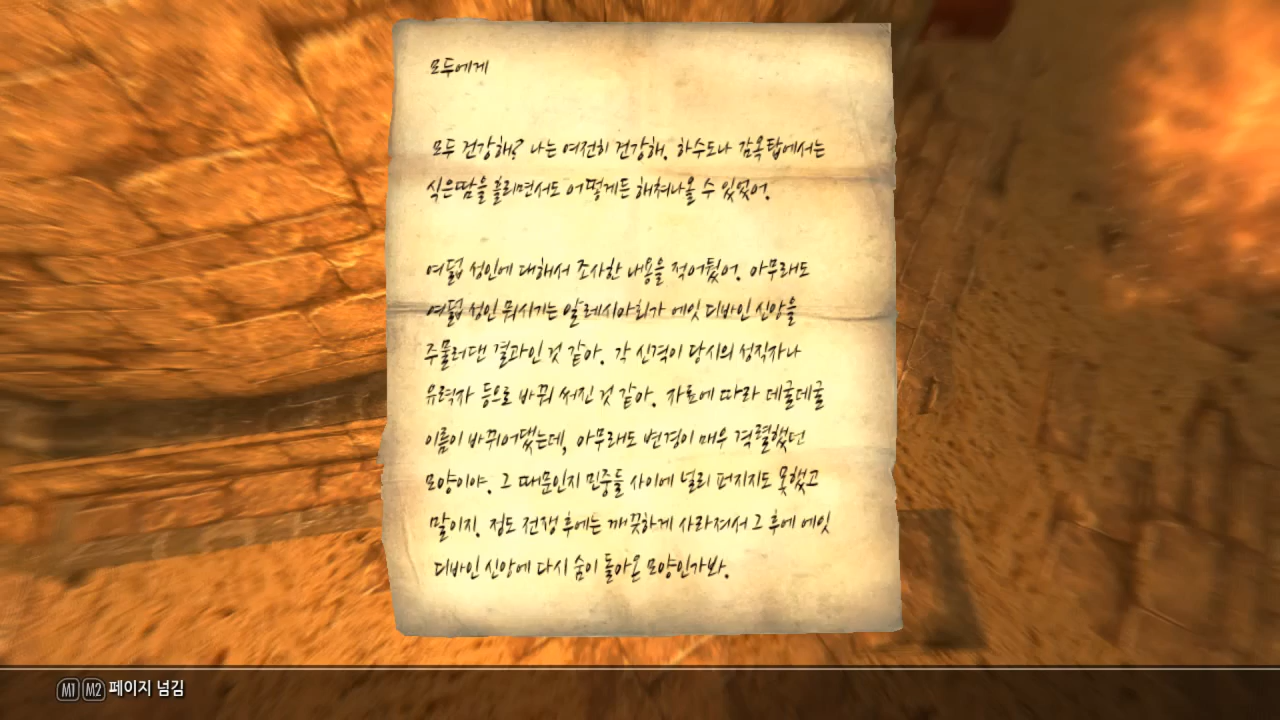 모두에게
모두 건강해? 나는 여전히 건강해. 하수도나 감옥탑에서는
식은땀을 흘리면서도 어떻게든 헤쳐나올 수 있었어.
여덟 성인에 대해서 조사한 내용을 적어뒀어. 아무래도
여덟 성인 뭐시기는 알레시아회가 에잇 디바인 신앙을
주물러댄 결과인 것 같아. 각 신격이 당시의 성직자나
유력자 등으로 바꿔 써진 것 같아. 자료에 따라 데굴데굴
이름이 바뀌어댔는데, 아무래도 변경이 매우 격렬했던
모양이야. 그 때문인지 민중들 사이에 널리 퍼지지도 못했고
말이지. 정도 전쟁 후에는 깨끗하게 사라져서 그 후에 에잇
디바인 신앙에 다시 숨이 돌아온 모양인가봐.
M1 M2 페이지 넘김